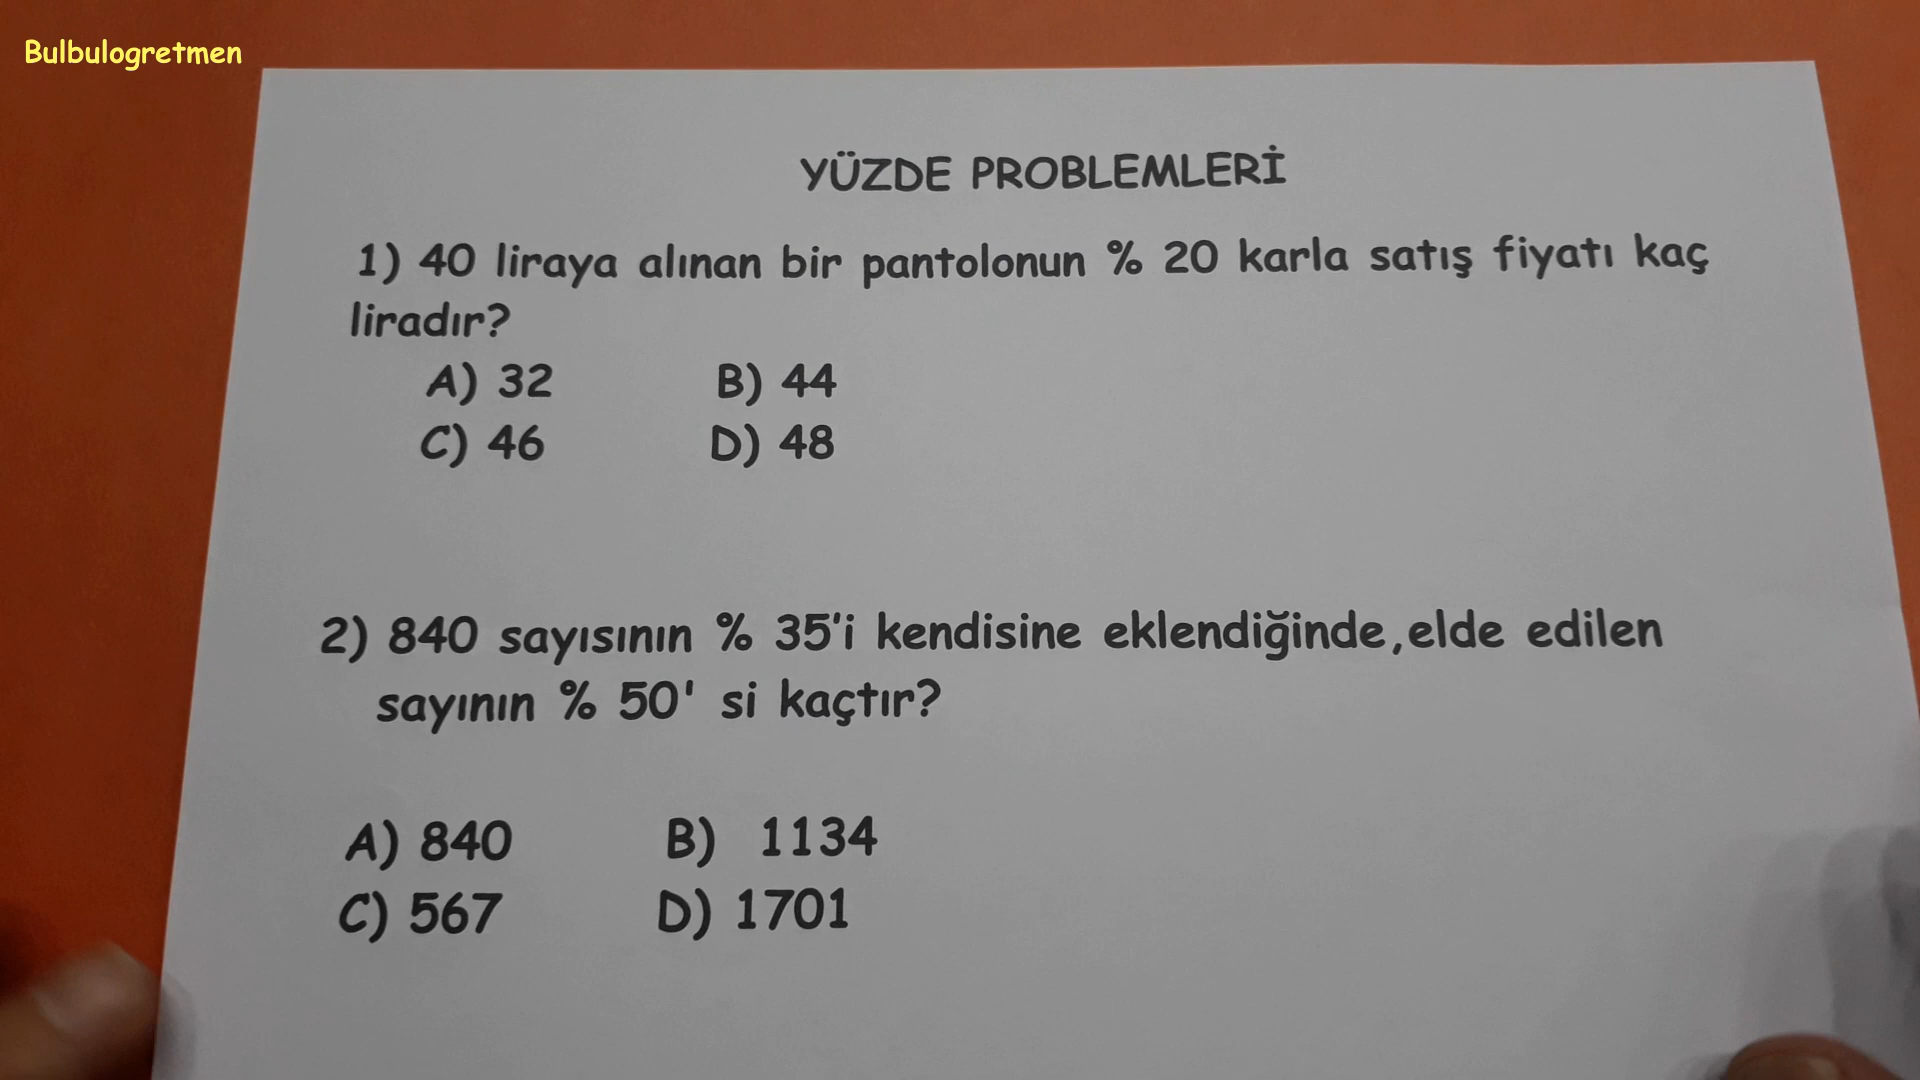 Bulbulogretmen
YÜZDE PROBLEMLERİ
1) 40 liraya alınan bir pantolonun % 20 karla satış fiyatı kaç
liradır?
A) 32 B) 44
C) 46 D) 48
2) 840 sayısının % 35'i kendisine eklendiğinde,elde edilen
sayının % 50' si kaçtır?
A) 840 B) 1134
C) 567 D) 1701